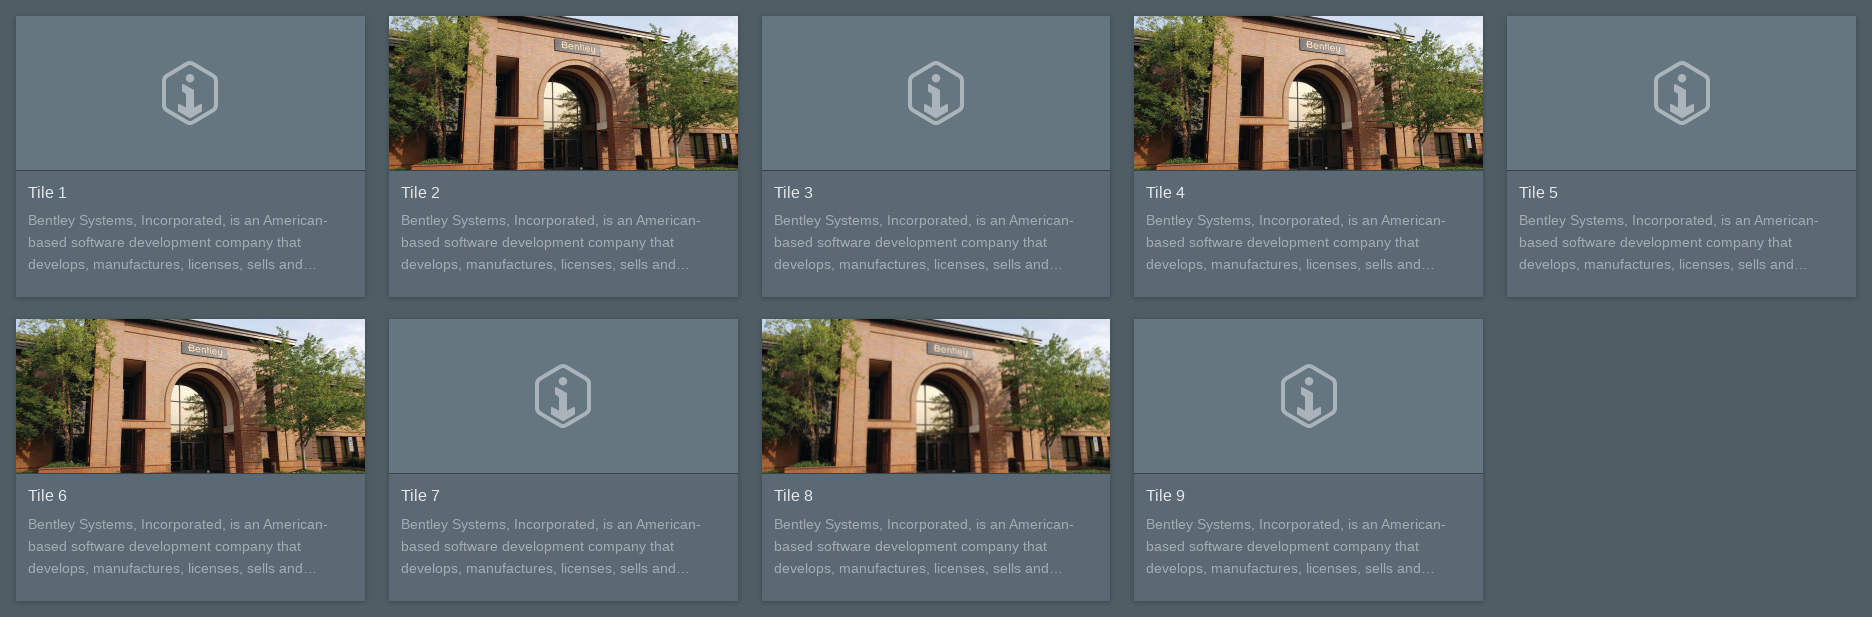 Bentley
Bentley
Tile 1
Bentley Systems, Incorporated, is an American-
based software development company that
develops, manufactures, licenses, sells and…
Tile 2
Bentley Systems, Incorporated, is an American-
based software development company that
develops, manufactures, licenses, sells and…
Tile 3
Bentley Systems, Incorporated, is an American-
based software development company that
develops, manufactures, licenses, sells and…
Tile 4
Bentley Systems, Incorporated, is an American-
based software development company that
develops, manufactures, licenses, sells and…
Tile 5
Bentley Systems, Incorporated, is an American-
based software development company that
develops, manufactures, licenses, sells and…
Bentley
Bentley
Tile 6
Bentley Systems, Incorporated, is an American-
based software development company that
develops, manufactures, licenses, sells and…
Tile 7
Bentley Systems, Incorporated, is an American-
based software development company that
develops, manufactures, licenses, sells and…
Tile 8
Bentley Systems, Incorporated, is an American-
based software development company that
develops, manufactures, licenses, sells and…
Tile 9
Bentley Systems, Incorporated, is an American-
based software development company that
develops, manufactures, licenses, sells and…